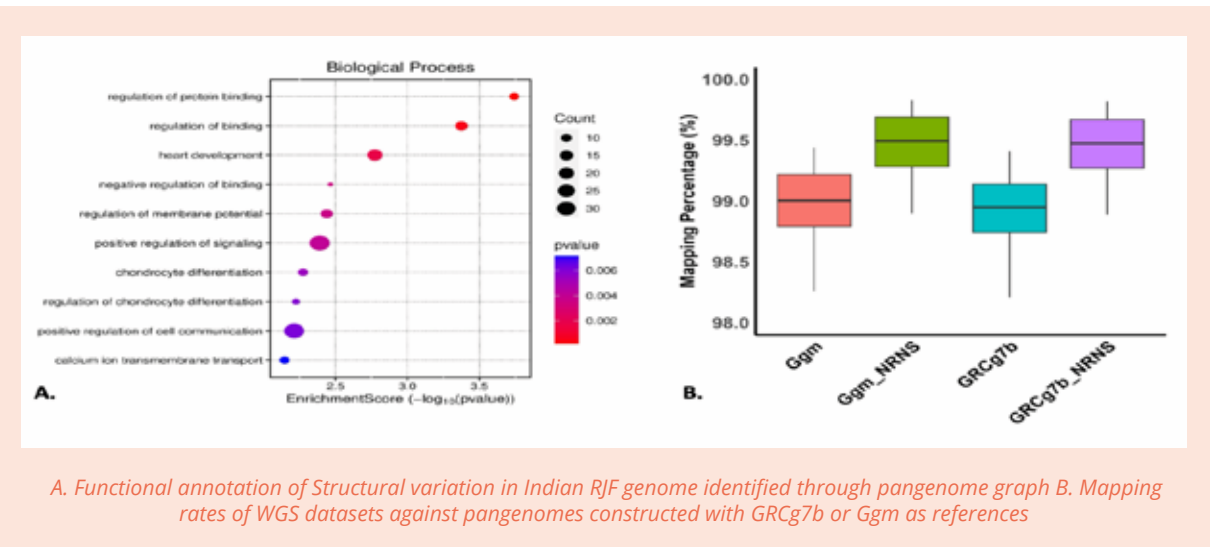 Biological Process
regulation of protein binding
regulation of binding
heart development
negative regulation of binding
regulation of membrane potential
positive regulation of signaling
chondrocyte differentiation
regulation of chondrocyte differentiation
positive regulation of cell communication
calcium ion transmembrane transport
2.5 3.0 3.5
EnrichmentScore (−log₁₀(pvalue))
Count
10
15
20
25
30
pvalue
0.006
0.004
0.002
A.
100.0
99.5
99.0
98.5
98.0
Mapping Percentage (%)
Ggm
Ggm_NRNS
GRCg7b
GRCg7b_NRNS
B.
A. Functional annotation of Structural variation in Indian RJF genome identified through pangenome graph B. Mapping
rates of WGS datasets against pangenomes constructed with GRCg7b or Ggm as references